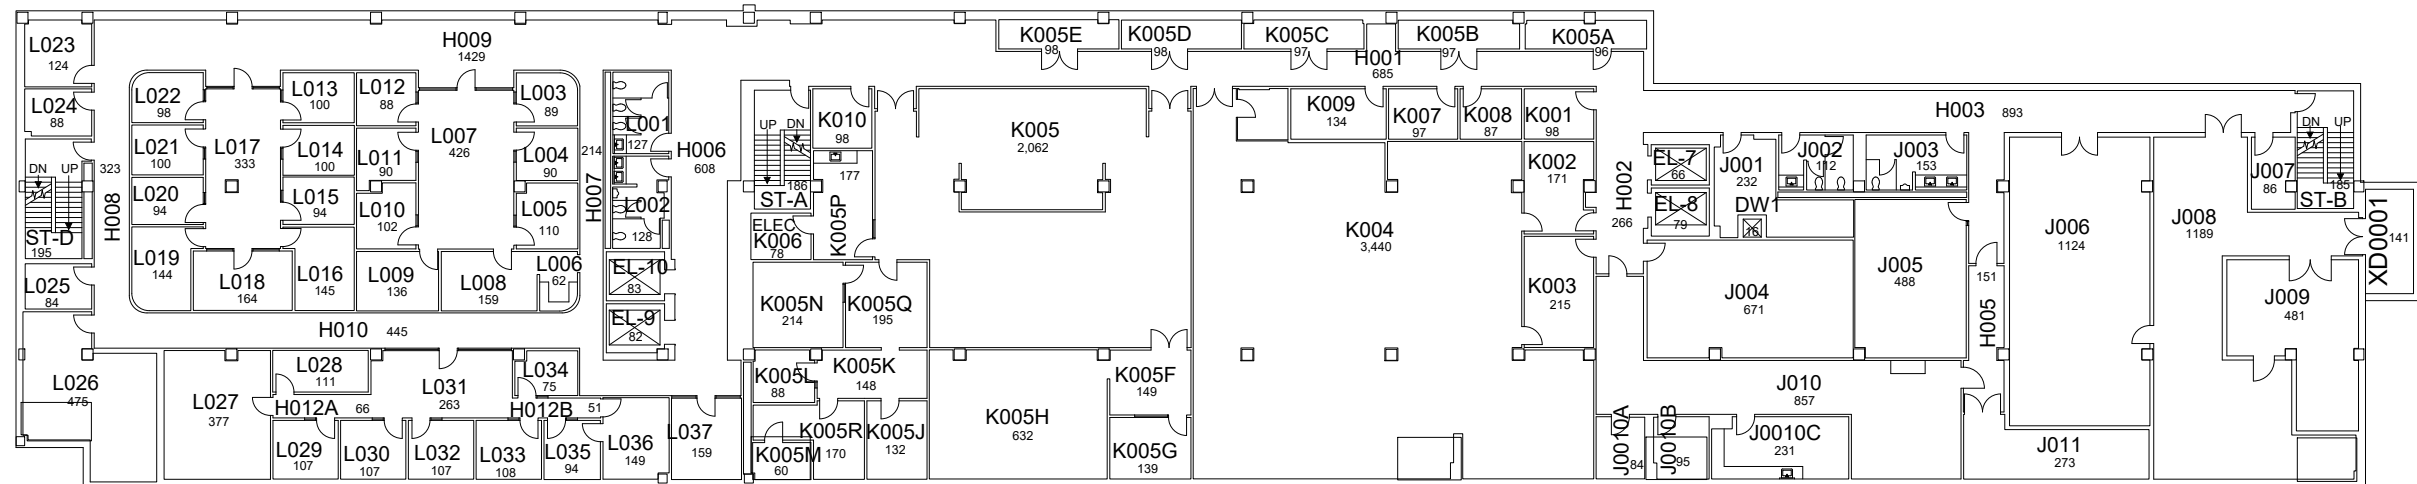 L023
124
H009
1429
K005E
98
K005D
98
K005C
97
K005B
97
K005A
96
H001
685
L024
88
L022
98
L013
100
L012
88
L003
89
L017
333
L007
426
L001
127
L021
100
L014
100
L011
90
L004
90
214
H007
H006
608
UP
DN
186
ST-A
K010
98
177
K005P
K005
2,062
K009
134
K007
97
K008
87
K001
98
K002
171
H003
893
EL-7
66
J001
232
J002
112
J003
153
J007
86
DN
UP
185
ST-B
DN
UP
323
H008
L020
94
L015
94
L010
102
L005
110
L002
128
ST-D
195
ELEC
K006
78
K004
3,440
H002
266
EL-8
79
DW1
16
J006
1124
J008
1189
XD0001
141
L019
144
L018
164
L016
145
L009
136
L008
159
L006
62
EL-10
83
L025
84
K005N
214
K005Q
195
K003
215
J004
671
J005
488
151
H005
J009
481
H010
445
EL-9
82
L026
475
L027
377
L028
111
L031
263
L034
75
H012A
66
H012B
51
K005L
88
K005K
148
K005F
149
J010
857
L029
107
L030
107
L032
107
L033
108
L035
94
L036
149
L037
159
K005M
60
K005R
170
K005J
132
K005H
632
K005G
139
J0010A
84
J0010B
95
J0010C
231
J011
273